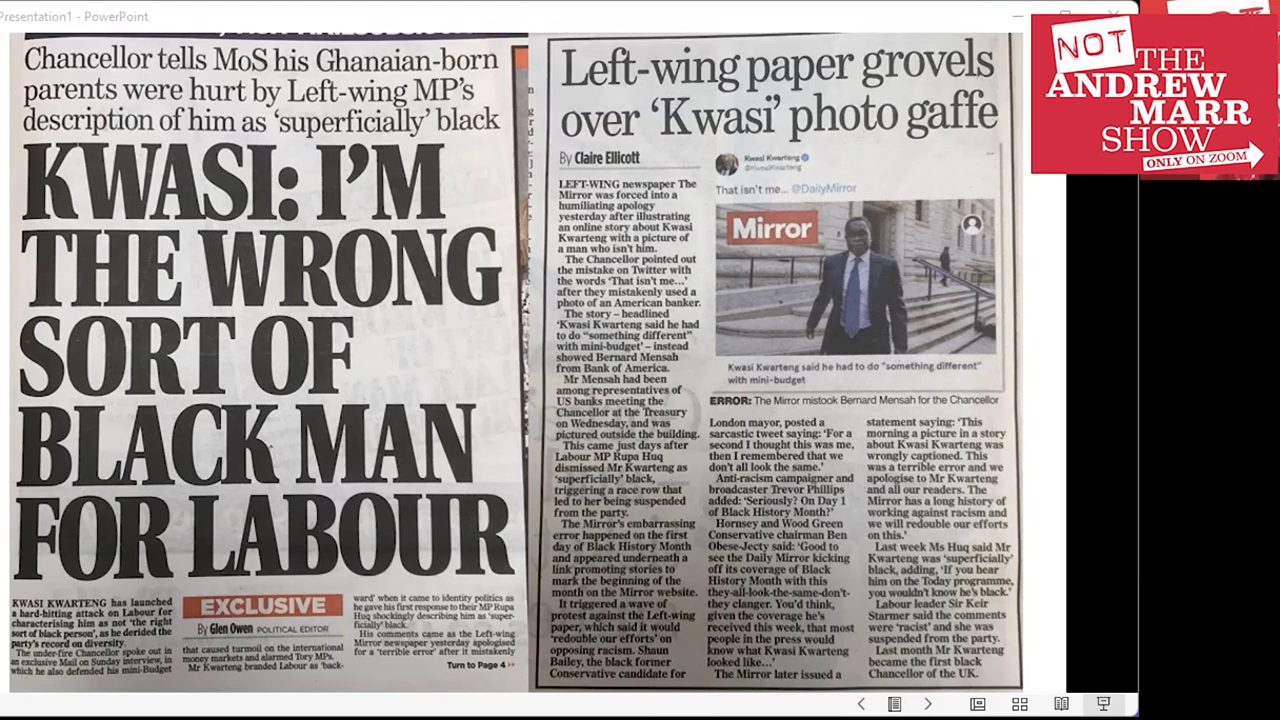 Presentation1 - PowerPoint
NOT
THE
ANDREW
MARR
SHOW
ONLY ON ZOOM
Chancellor tells MoS his Ghanaian-born
parents were hurt by Left-wing MP's
description of him as 'superficially' black
KWASI: I'M
THE WRONG
SORT OF
BLACK MAN
FOR LABOUR
KWASI KWARTENG has launched
a hard-hitting attack on Labour for
characterising him as not 'the right
sort of black person', as he derided the
party's record on diversity.
The under-fire Chancellor spoke out in
an exclusive Mail on Sunday interview, in
which he also defended his mini-Budget
EXCLUSIVE
By Glen Owen POLITICAL EDITOR
that caused turmoil on the international
money markets and alarmed Tory MPs.
Mr Kwarteng branded Labour as 'back-
ward' when it came to identity politics as
he gave his first response to their MP Rupa
Huq shockingly describing him as 'super-
ficially' black.
His comments came as the Left-wing
Mirror newspaper yesterday apologised
for a 'terrible error' after it mistakenly
Turn to Page 4 >>
Left-wing paper grovels
over 'Kwasi' photo gaffe
By Claire Ellicott
LEFT-WING newspaper The
Mirror was forced into a
humiliating apology
yesterday after illustrating
an online story about Kwasi
Kwarteng with a picture of
a man who isn't him.
The Chancellor pointed out
the mistake on Twitter with
the words 'That isn't me...'
after they mistakenly used a
photo of an American banker.
The story – headlined
'Kwasi Kwarteng said he had
to do "something different"
with mini-budget' – instead
showed Bernard Mensah
from Bank of America.
Mr Mensah had been
among representatives of
US banks meeting the
Chancellor at the Treasury
on Wednesday, and was
pictured outside the building.
This came just days after
Labour MP Rupa Huq
dismissed Mr Kwarteng as
'superficially' black,
triggering a race row that
led to her being suspended
from the party.
The Mirror's embarrassing
error happened on the first
day of Black History Month
and appeared underneath a
link promoting stories to
mark the beginning of the
month on the Mirror website.
It triggered a wave of
protest against the Left-wing
paper, which said it would
'redouble our efforts' on
opposing racism. Shaun
Bailey, the black former
Conservative candidate for
Kwasi Kwarteng
@KwasiKwarteng
That isn't me... @DailyMirror
Mirror
Kwasi Kwarteng said he had to do "something different"
with mini-budget
ERROR: The Mirror mistook Bernard Mensah for the Chancellor
London mayor, posted a
sarcastic tweet saying: 'For a
second I thought this was me,
then I remembered that we
don't all look the same.'
Anti-racism campaigner and
broadcaster Trevor Phillips
added: 'Seriously? On Day 1
of Black History Month?'
Hornsey and Wood Green
Conservative chairman Ben
Obese-Jecty said: 'Good to
see the Daily Mirror kicking
off its coverage of Black
History Month with this
they-all-look-the-same-don't-
they clanger. You'd think,
given the coverage he's
received this week, that most
people in the press would
know what Kwasi Kwarteng
looked like...'
The Mirror later issued a
statement saying: 'This
morning a picture in a story
about Kwasi Kwarteng was
wrongly captioned. This
was a terrible error and we
apologise to Mr Kwarteng
and all our readers. The
Mirror has a long history of
working against racism and
we will redouble our efforts
on this.'
Last week Ms Huq said Mr
Kwarteng was 'superficially'
black, adding, 'If you hear
him on the Today programme,
you wouldn't know he's black.'
Labour leader Sir Keir
Starmer said the comments
were 'racist' and she was
suspended from the party.
Last month Mr Kwarteng
became the first black
Chancellor of the UK.